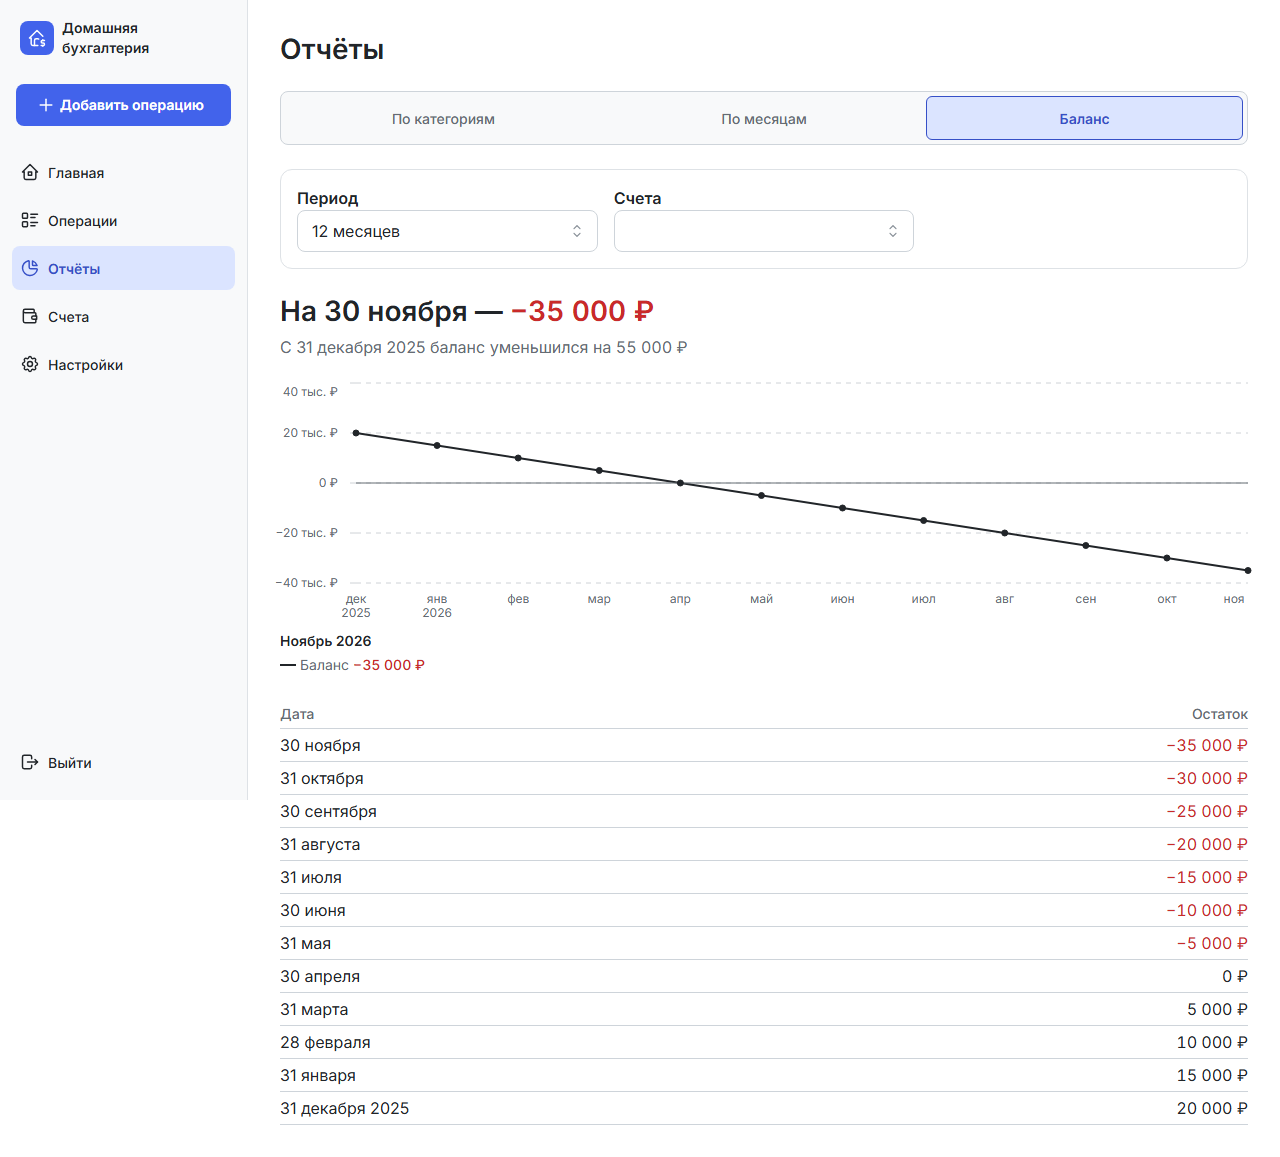 Домашняя
бухгалтерия
Добавить операцию
Главная
Операции
Отчёты
Счета
Настройки
Выйти
Отчёты
По категориям
По месяцам
Баланс
Период
Счета
12 месяцев
На 30 ноября — −35 000 ₽
С 31 декабря 2025 баланс уменьшился на 55 000 ₽
40 тыс. ₽
20 тыс. ₽
0 ₽
−20 тыс. ₽
−40 тыс. ₽
дек янв фев мар апр май июн июл авг сен окт ноя
2025 2026
Ноябрь 2026
Баланс −35 000 ₽
Дата Остаток
30 ноября −35 000 ₽
31 октября −30 000 ₽
30 сентября −25 000 ₽
31 августа −20 000 ₽
31 июля −15 000 ₽
30 июня −10 000 ₽
31 мая −5 000 ₽
30 апреля 0 ₽
31 марта 5 000 ₽
28 февраля 10 000 ₽
31 января 15 000 ₽
31 декабря 2025 20 000 ₽